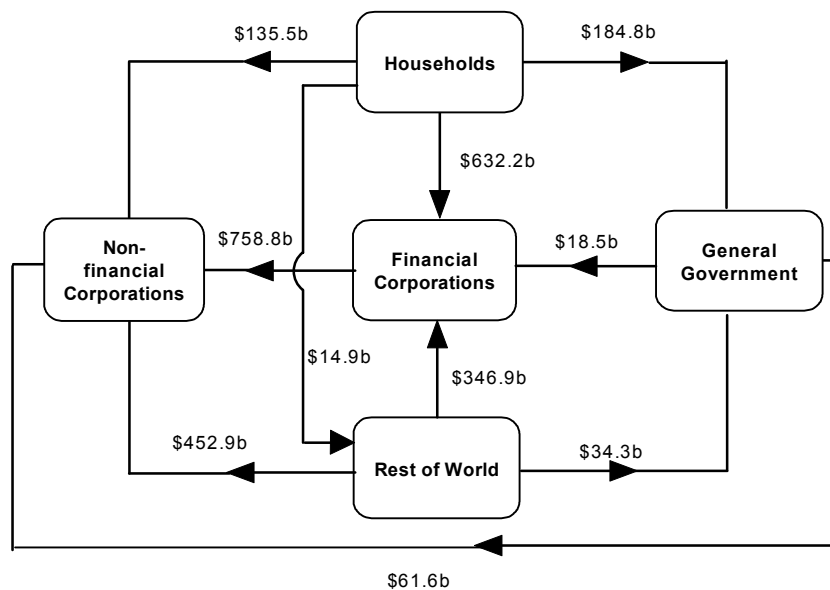 $135.5b
$184.8b
Households
$632.2b
Non-
financial
Corporations
$758.8b
Financial
Corporations
$18.5b
General
Government
$14.9b
$346.9b
$452.9b
Rest of World
$34.3b
$61.6b